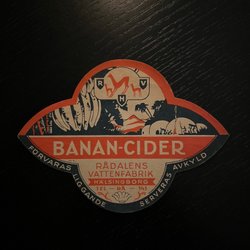 R V
H
BANAN-CIDER
RÅDALENS
VATTENFABRIK
HÄLSINGBORG
FÖRVARAS LIGGANDE SERVERAS AVKYLD